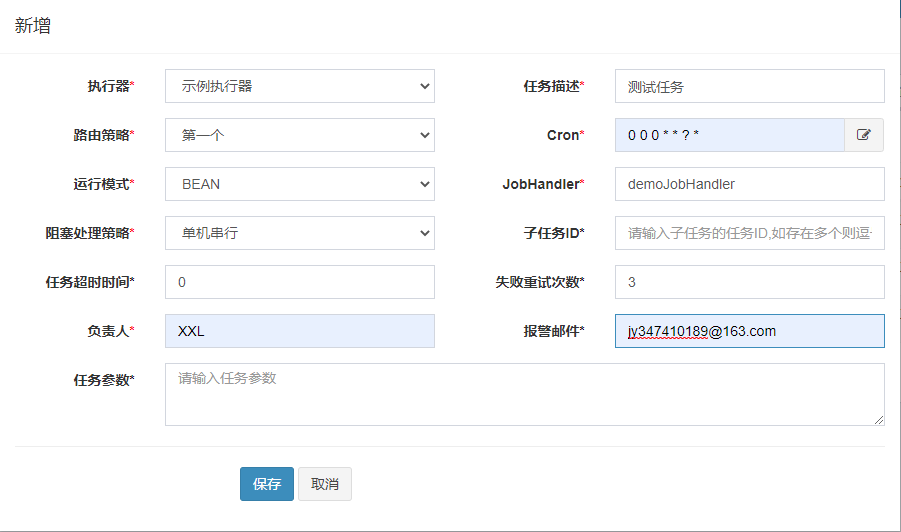 新增
执行器* 示例执行器 任务描述* 测试任务
路由策略* 第一个 Cron* 0 0 0 * * ? *
运行模式* BEAN JobHandler* demoJobHandler
阻塞处理策略* 单机串行 子任务ID* 请输入子任务的任务ID,如存在多个则逗
任务超时时间* 0 失败重试次数* 3
负责人* XXL 报警邮件* jy347410189@163.com
任务参数* 请输入任务参数
保存 取消